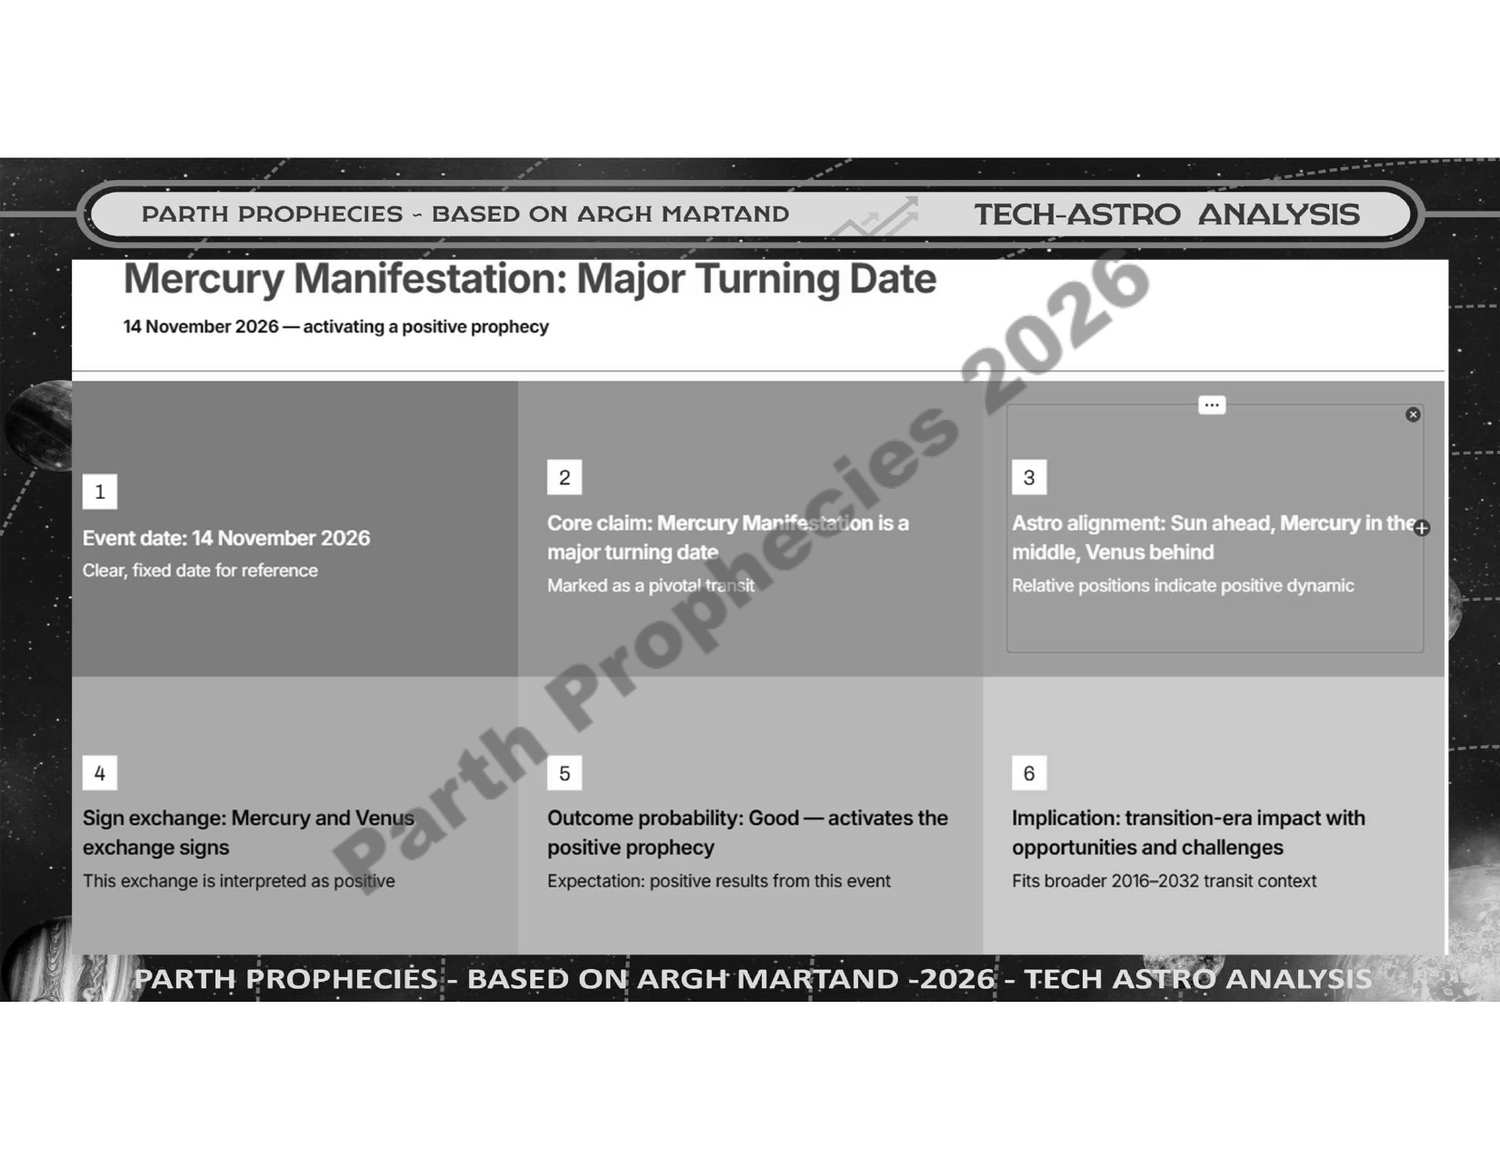 PARTH PROPHECIES ~ BASED ON ARGH MARTAND
TECH-ASTRO ANALYSIS
Mercury Manifestation: Major Turning Date
14 November 2026 — activating a positive prophecy
1
Event date: 14 November 2026
Clear, fixed date for reference
2
Core claim: Mercury Manifestation is a
major turning date
Marked as a pivotal transit
3
Astro alignment: Sun ahead, Mercury in the
middle, Venus behind
Relative positions indicate positive dynamic
4
Sign exchange: Mercury and Venus
exchange signs
This exchange is interpreted as positive
5
Outcome probability: Good — activates the
positive prophecy
Expectation: positive results from this event
6
Implication: transition-era impact with
opportunities and challenges
Fits broader 2016–2032 transit context
Parth Prophecies 2026
PARTH PROPHECIES - BASED ON ARGH MARTAND -2026 - TECH ASTRO ANALYSIS